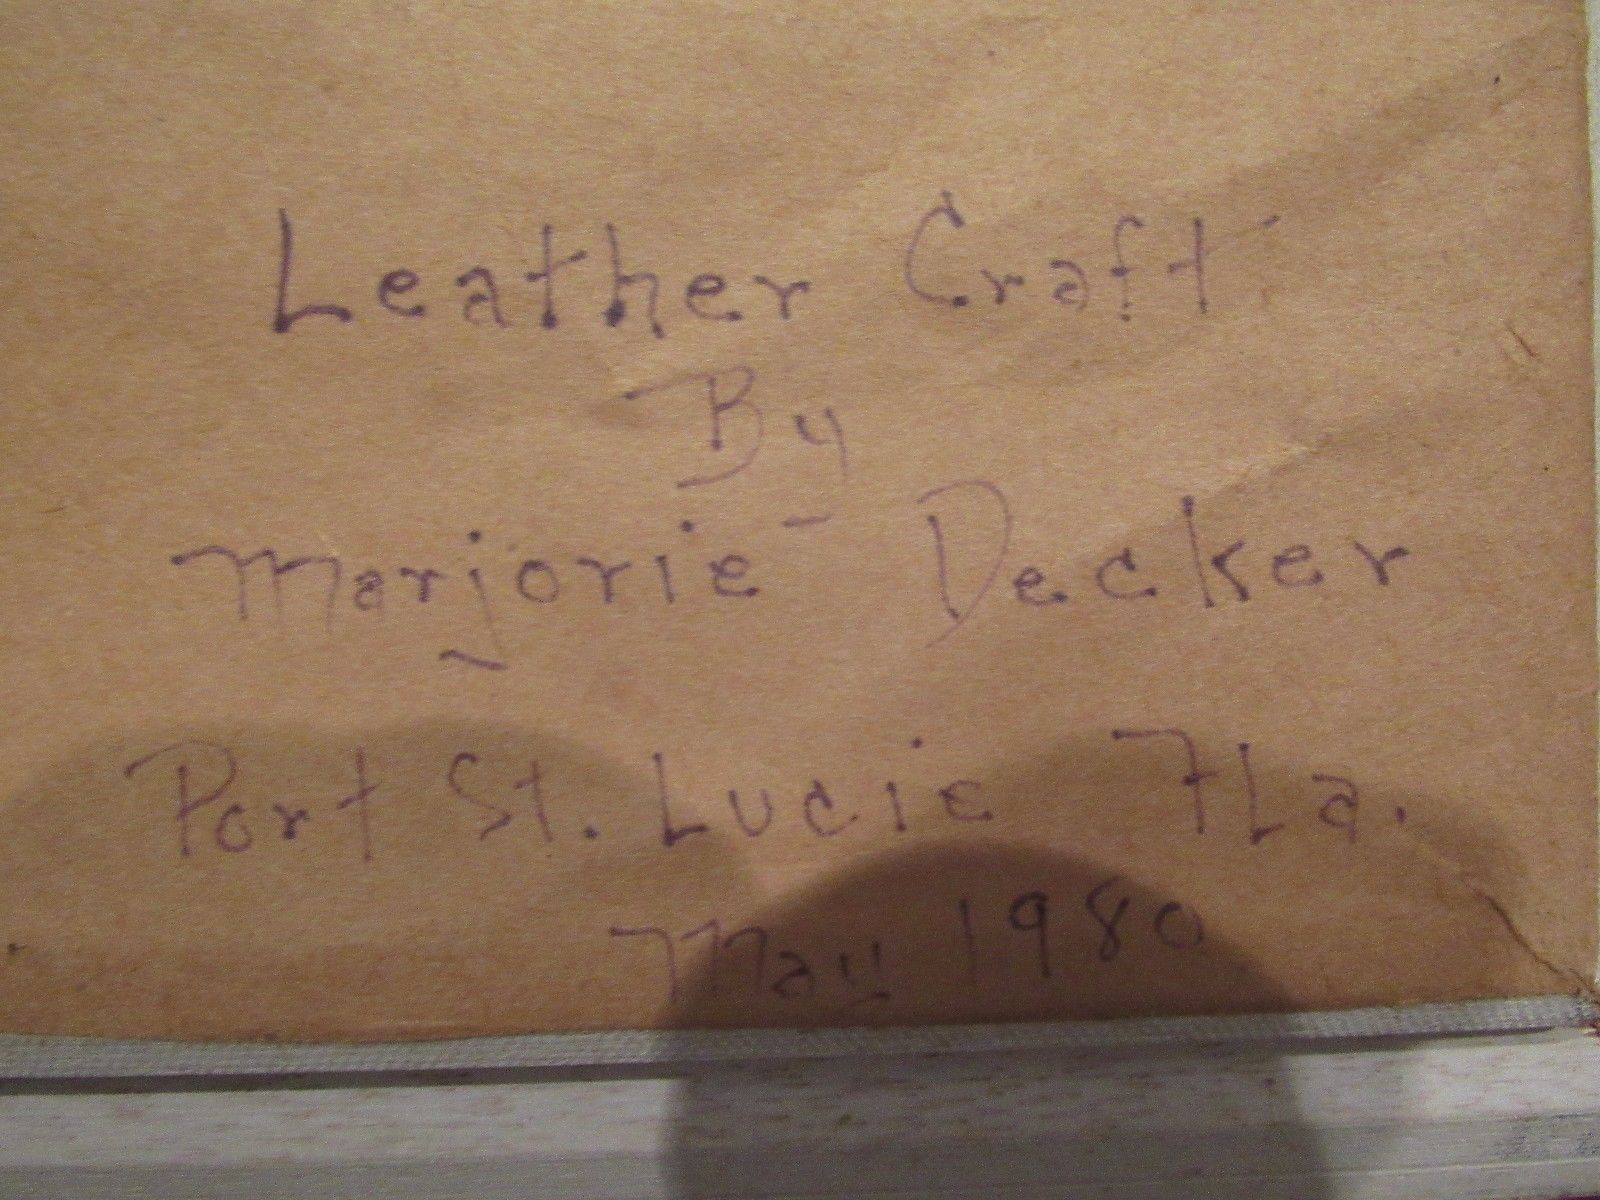 Leather Craft
By
Marjorie Decker
Port St. Lucie Fla.
May 1980